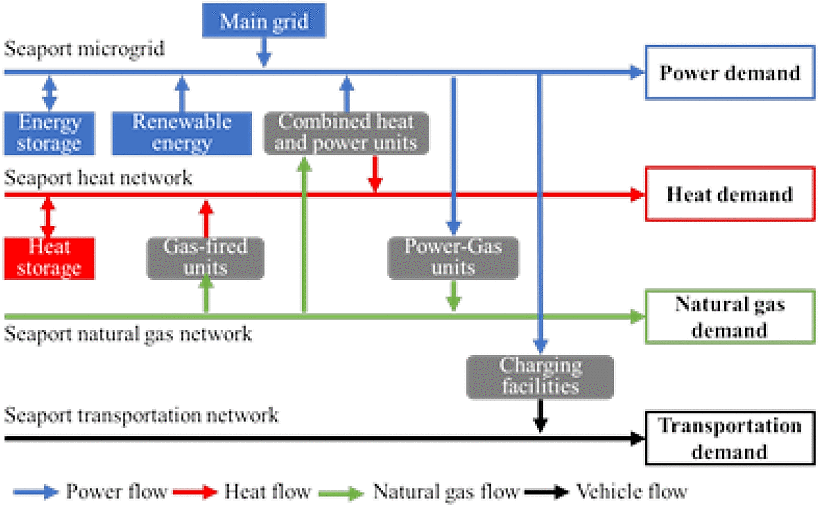 Main grid
Seaport microgrid
Power demand
Energy
storage
Renewable
energy
Combined heat
and power units
Seaport heat network
Heat demand
Heat
storage
Gas-fired
units
Power-Gas
units
Natural gas
demand
Seaport natural gas network
Charging
facilities
Seaport transportation network
Transportation
demand
Power flow
Heat flow
Natural gas flow
Vehicle flow